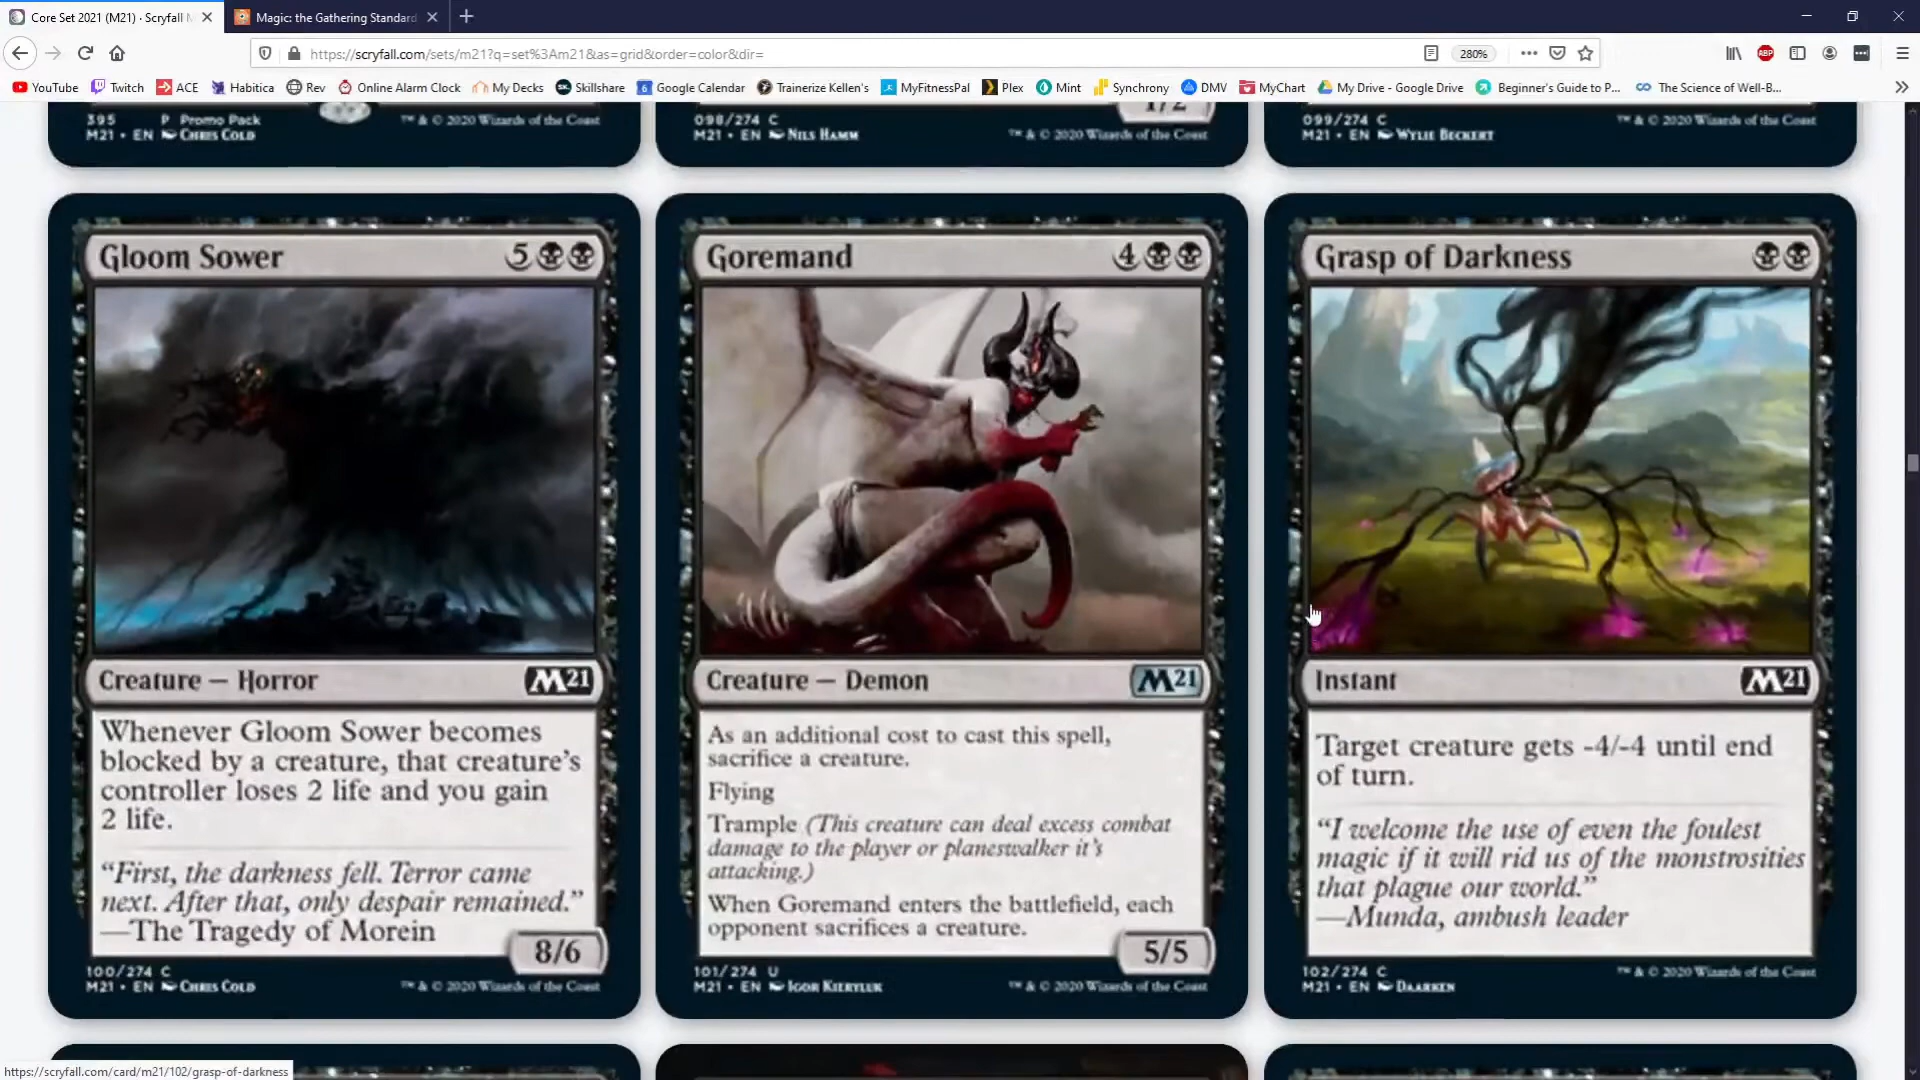 Core Set 2021 (M21) · Scryfall M
Magic: the Gathering Standard
https://scryfall.com/sets/m21?q=set%3Am21&as=grid&order=color&dir=
280%
YouTube Twitch ACE Habitica Rev Online Alarm Clock My Decks Skillshare Google Calendar Trainerize Kellen's MyFitnessPal Plex Mint Synchrony DMV MyChart My Drive - Google Drive Beginner's Guide to P... The Science of Well-B...
395 P Promo Pack
M21 • EN Chris Cold
™ & © 2020 Wizards of the Coast
1/2
098/274 C
M21 • EN Nils Hamm
™ & © 2020 Wizards of the Coast
099/274 C
M21 • EN Wylie Beckert
™ & © 2020 Wizards of the Coast
Gloom Sower 5
Creature — Horror M21
Whenever Gloom Sower becomes
blocked by a creature, that creature's
controller loses 2 life and you gain
2 life.
"First, the darkness fell. Terror came
next. After that, only despair remained."
—The Tragedy of Morein
8/6
100/274 C
M21 • EN Chris Cold
™ & © 2020 Wizards of the Coast
Goremand 4
Creature — Demon M21
As an additional cost to cast this spell,
sacrifice a creature.
Flying
Trample (This creature can deal excess combat
damage to the player or planeswalker it's
attacking.)
When Goremand enters the battlefield, each
opponent sacrifices a creature.
5/5
101/274 U
M21 • EN Igor Kieryluk
™ & © 2020 Wizards of the Coast
Grasp of Darkness
Instant M21
Target creature gets -4/-4 until end
of turn.
"I welcome the use of even the foulest
magic if it will rid us of the monstrosities
that plague our world."
—Munda, ambush leader
102/274 C
M21 • EN Daarken
™ & © 2020 Wizards of the Coast
https://scryfall.com/card/m21/102/grasp-of-darkness